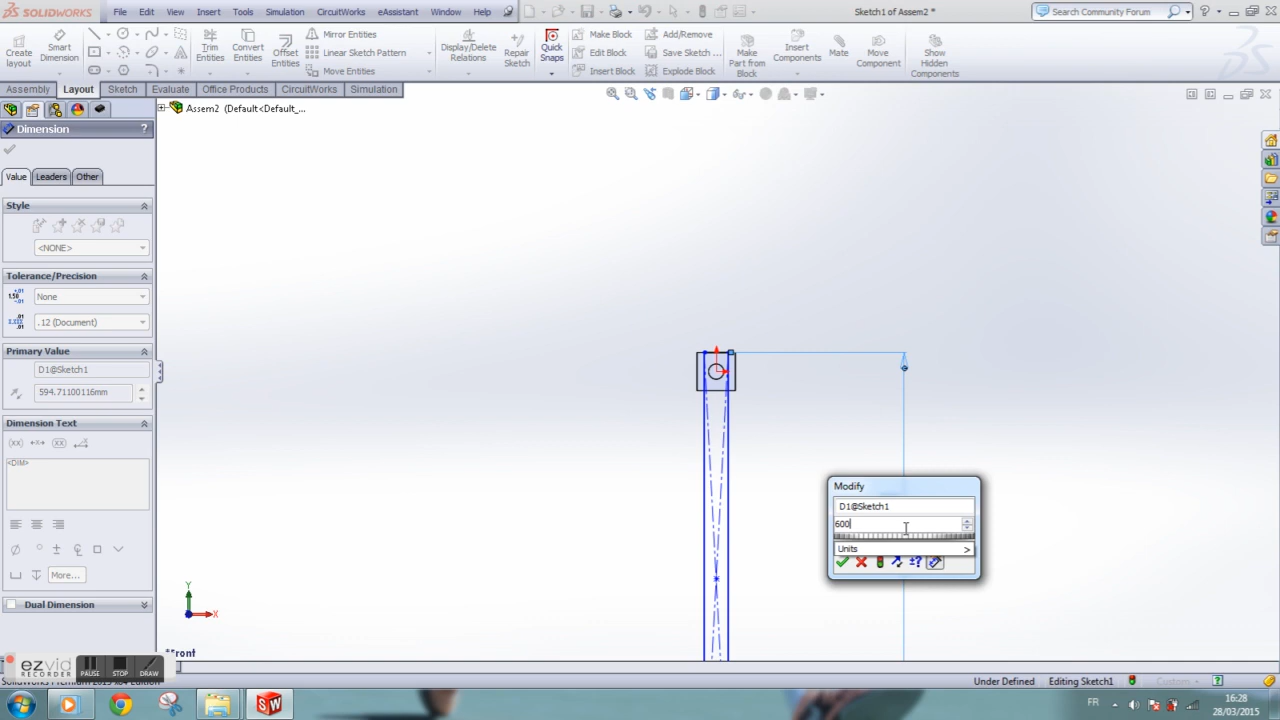 SOLIDWORKS File Edit View Insert Tools Simulation CircuitWorks eAssistant Window Help Sketch1 of Assem2 * Search Community Forum
Create layout
Smart Dimension
Trim Entities
Convert Entities
Offset Entities
Mirror Entities
Linear Sketch Pattern
Move Entities
Display/Delete Relations
Repair Sketch
Quick Snaps
Make Block
Edit Block
Insert Block
Add/Remove
Save Sketch ...
Explode Block
Make Part from Block
Insert Components
Mate
Move Component
Show Hidden Components
Assembly Layout Sketch Evaluate Office Products CircuitWorks Simulation
Assem2 (Default<Default_...
Dimension ?
Value Leaders Other
Style
<NONE>
Tolerance/Precision
None
.12 (Document)
Primary Value
D1@Sketch1
594.71100116mm
Dimension Text
<DIM>
More...
Dual Dimension
Modify
D1@Sketch1
600
Units >
Y
X
*Front
ezvid
RECORDER
PAUSE STOP DRAW
Under Defined Editing Sketch1 Custom
FR 16:28
28/03/2015